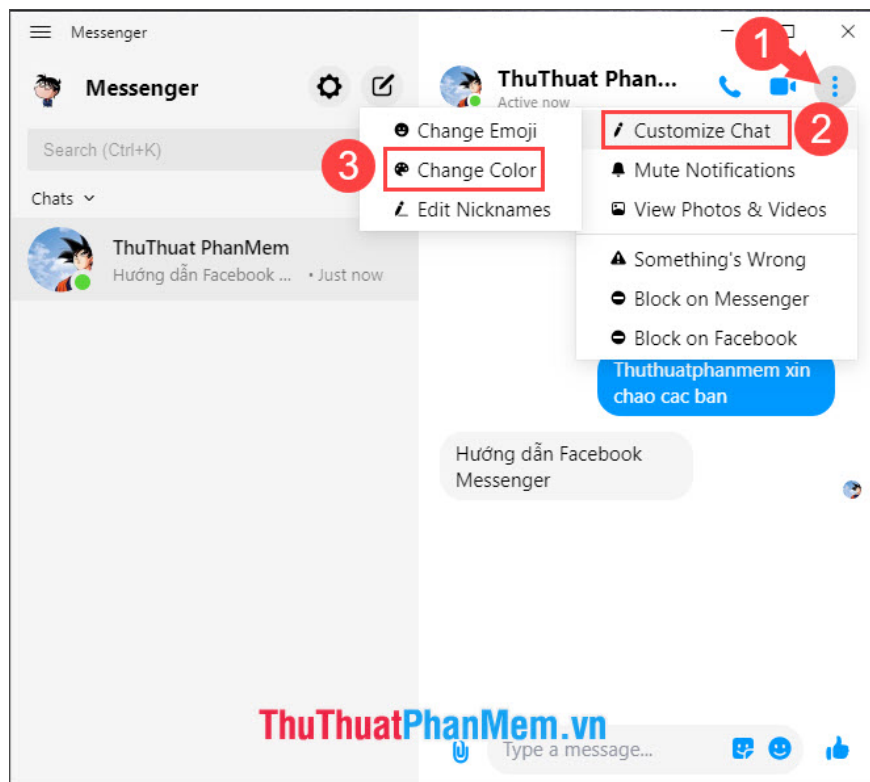 Messenger
Messenger
Search (Ctrl+K)
Chats
ThuThuat PhanMem
Hướng dẫn Facebook ... • Just now
ThuThuat Phan...
Active now
1
Customize Chat
2
Mute Notifications
View Photos & Videos
Something's Wrong
Block on Messenger
Block on Facebook
Change Emoji
3
Change Color
Edit Nicknames
Thuthuatphanmem xin
chao cac ban
Hướng dẫn Facebook
Messenger
ThuThuatPhanMem.vn
Type a message...